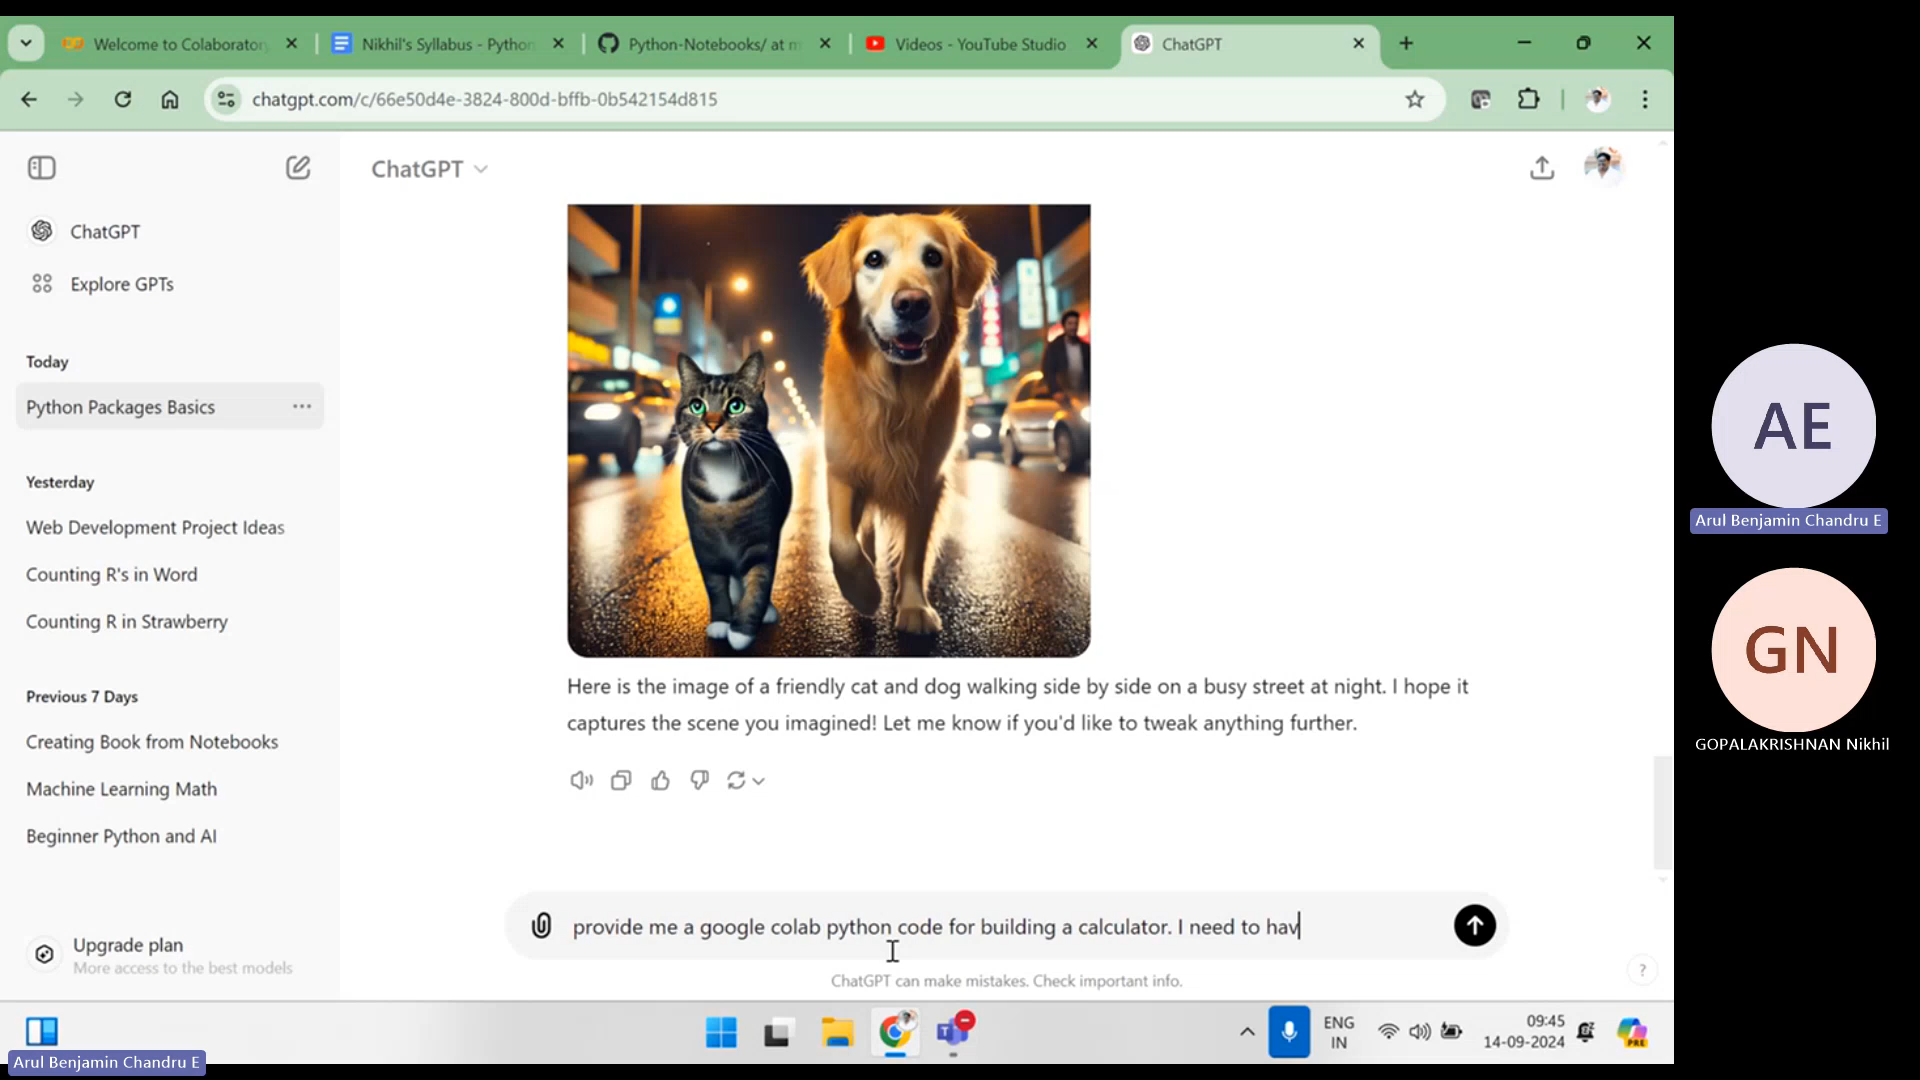 Welcome to Colaborator
Nikhil's Syllabus - Python
Python-Notebooks/ at m
Videos - YouTube Studio
ChatGPT
chatgpt.com/c/66e50d4e-3824-800d-bffb-0b542154d815
ChatGPT
ChatGPT
Explore GPTs
Today
Python Packages Basics
Yesterday
Web Development Project Ideas
Counting R's in Word
Counting R in Strawberry
Previous 7 Days
Creating Book from Notebooks
Machine Learning Math
Beginner Python and AI
Upgrade plan
More access to the best models
Here is the image of a friendly cat and dog walking side by side on a busy street at night. I hope it
captures the scene you imagined! Let me know if you'd like to tweak anything further.
provide me a google colab python code for building a calculator. I need to hav
ChatGPT can make mistakes. Check important info.
?
AE
Arul Benjamin Chandru E
GN
GOPALAKRISHNAN Nikhil
ENG
IN
09:45
14-09-2024
PRE
Arul Benjamin Chandru E